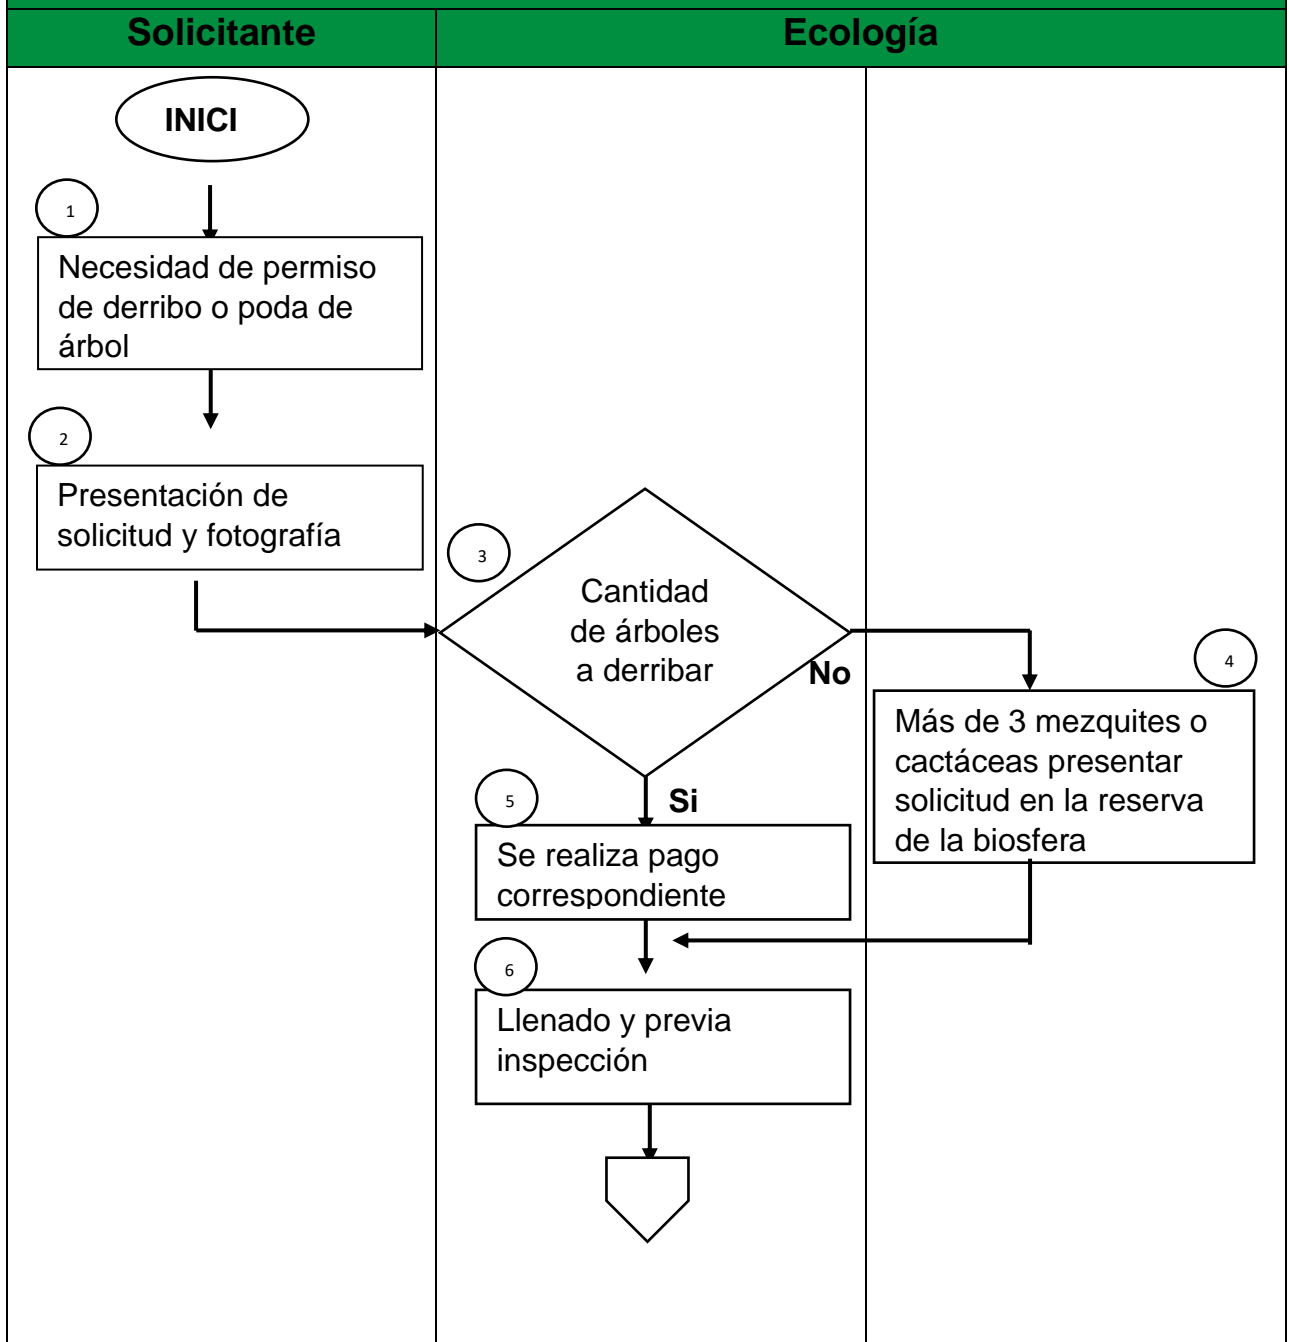 Solicitante
Ecología
INICI
1
Necesidad de permiso
de derribo o poda de
árbol
2
Presentación de
solicitud y fotografía
3
Cantidad
de árboles
a derribar
No
4
Más de 3 mezquites o
cactáceas presentar
solicitud en la reserva
de la biosfera
Si
5
Se realiza pago
correspondiente
6
Llenado y previa
inspección